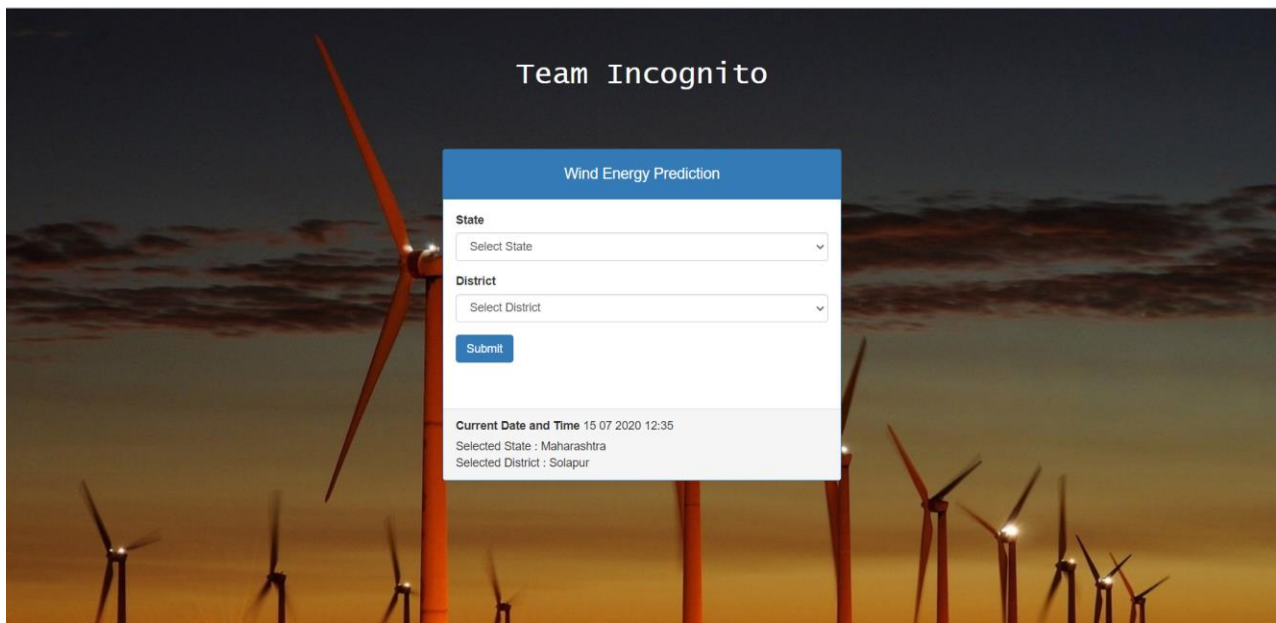 Team Incognito
Wind Energy Prediction
State
Select State
District
Select District
Submit
Current Date and Time 15 07 2020 12:35
Selected State : Maharashtra
Selected District : Solapur